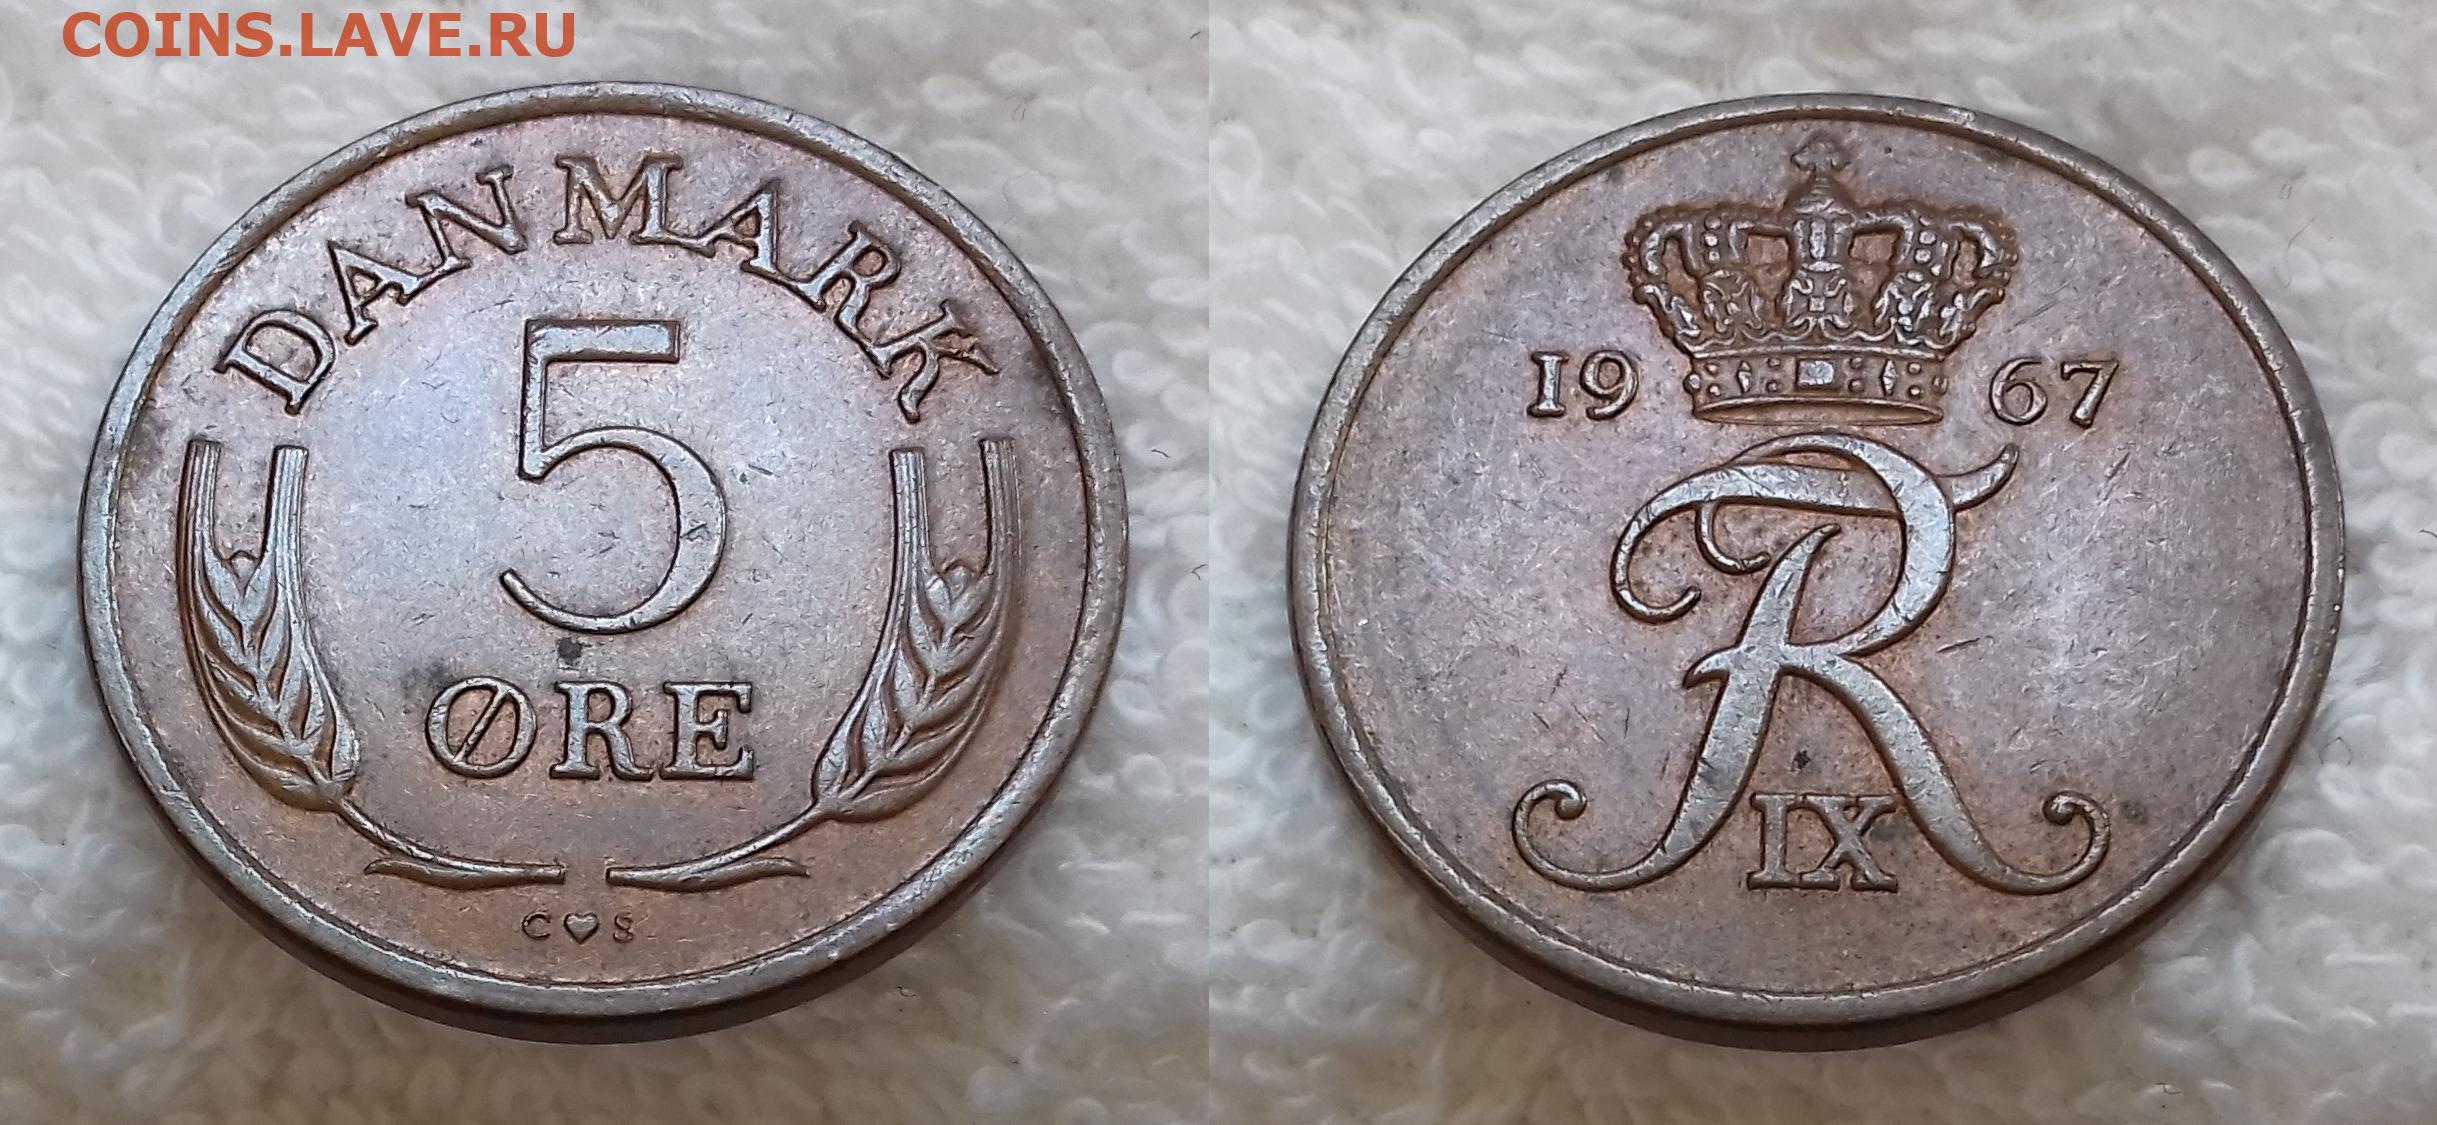 COINS.LAVE.RU
DANMARK
5
ØRE
C♥S
19 67
R
IX